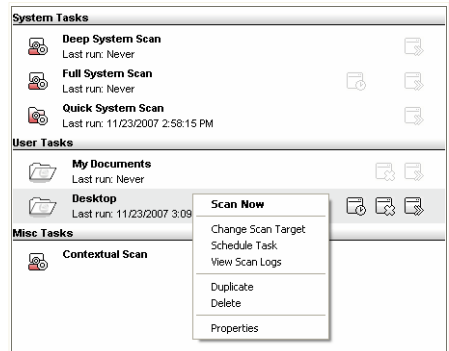 System Tasks
Deep System Scan
Last run: Never
Full System Scan
Last run: Never
Quick System Scan
Last run: 11/23/2007 2:58:15 PM
User Tasks
My Documents
Last run: Never
Desktop
Last run: 11/23/2007 3:09
Misc Tasks
Contextual Scan
Scan Now
Change Scan Target
Schedule Task
View Scan Logs
Duplicate
Delete
Properties